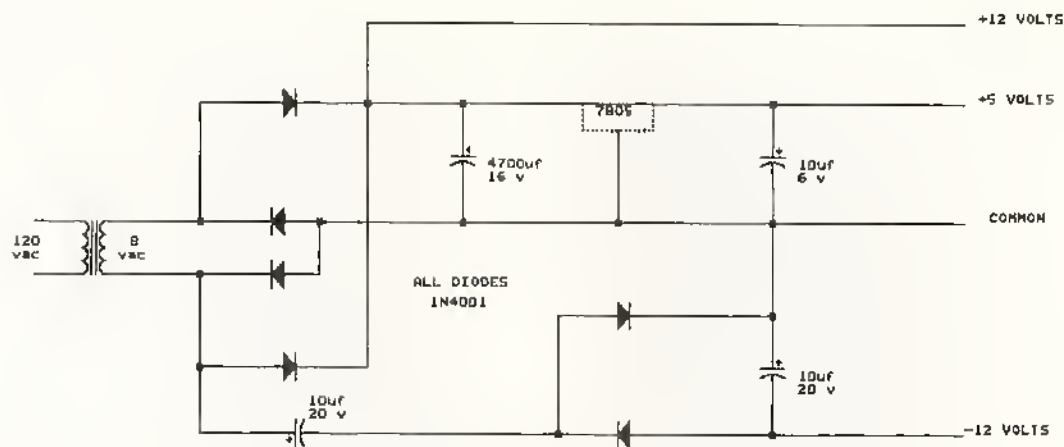 +12 VOLTS
+5 VOLTS
7805
4700uf
16 v
10uf
6 v
COMMON
120
vac
8
vac
ALL DIODES
1N4001
10uf
20 v
10uf
20 v
-12 VOLTS